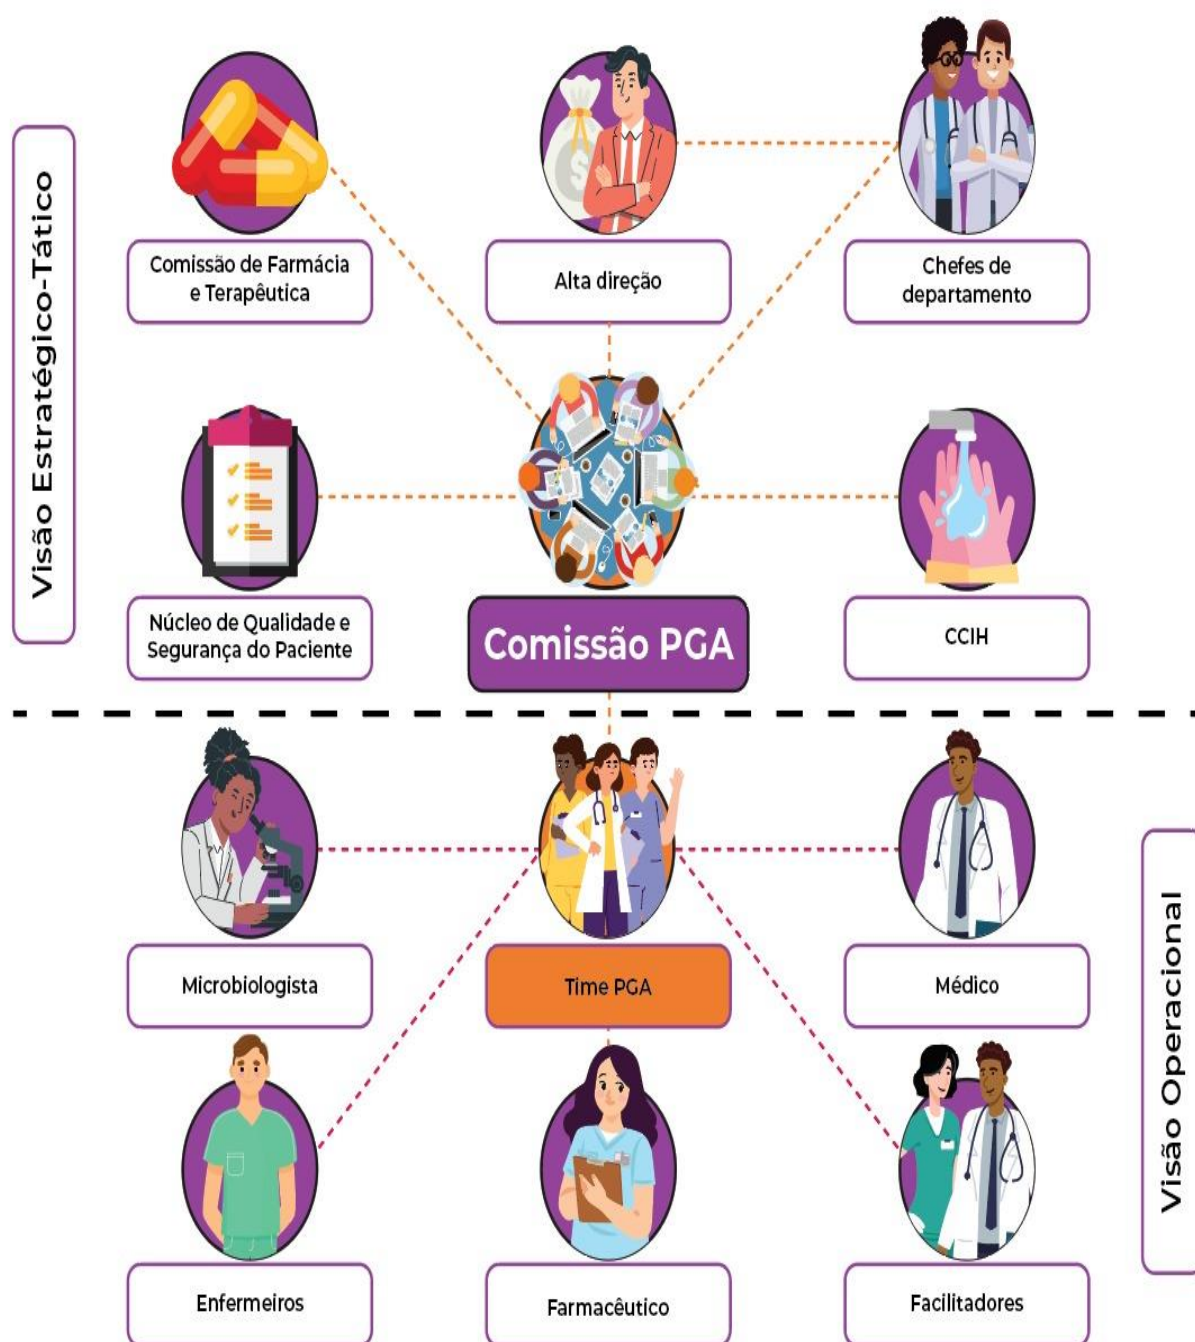 Visão Estratégico-Tático
Comissão de Farmácia
e Terapêutica
Alta direção
Chefes de
departamento
Núcleo de Qualidade e
Segurança do Paciente
Comissão PGA
CCIH
Visão Operacional
Microbiologista
Time PGA
Médico
Enfermeiros
Farmacêutico
Facilitadores
$